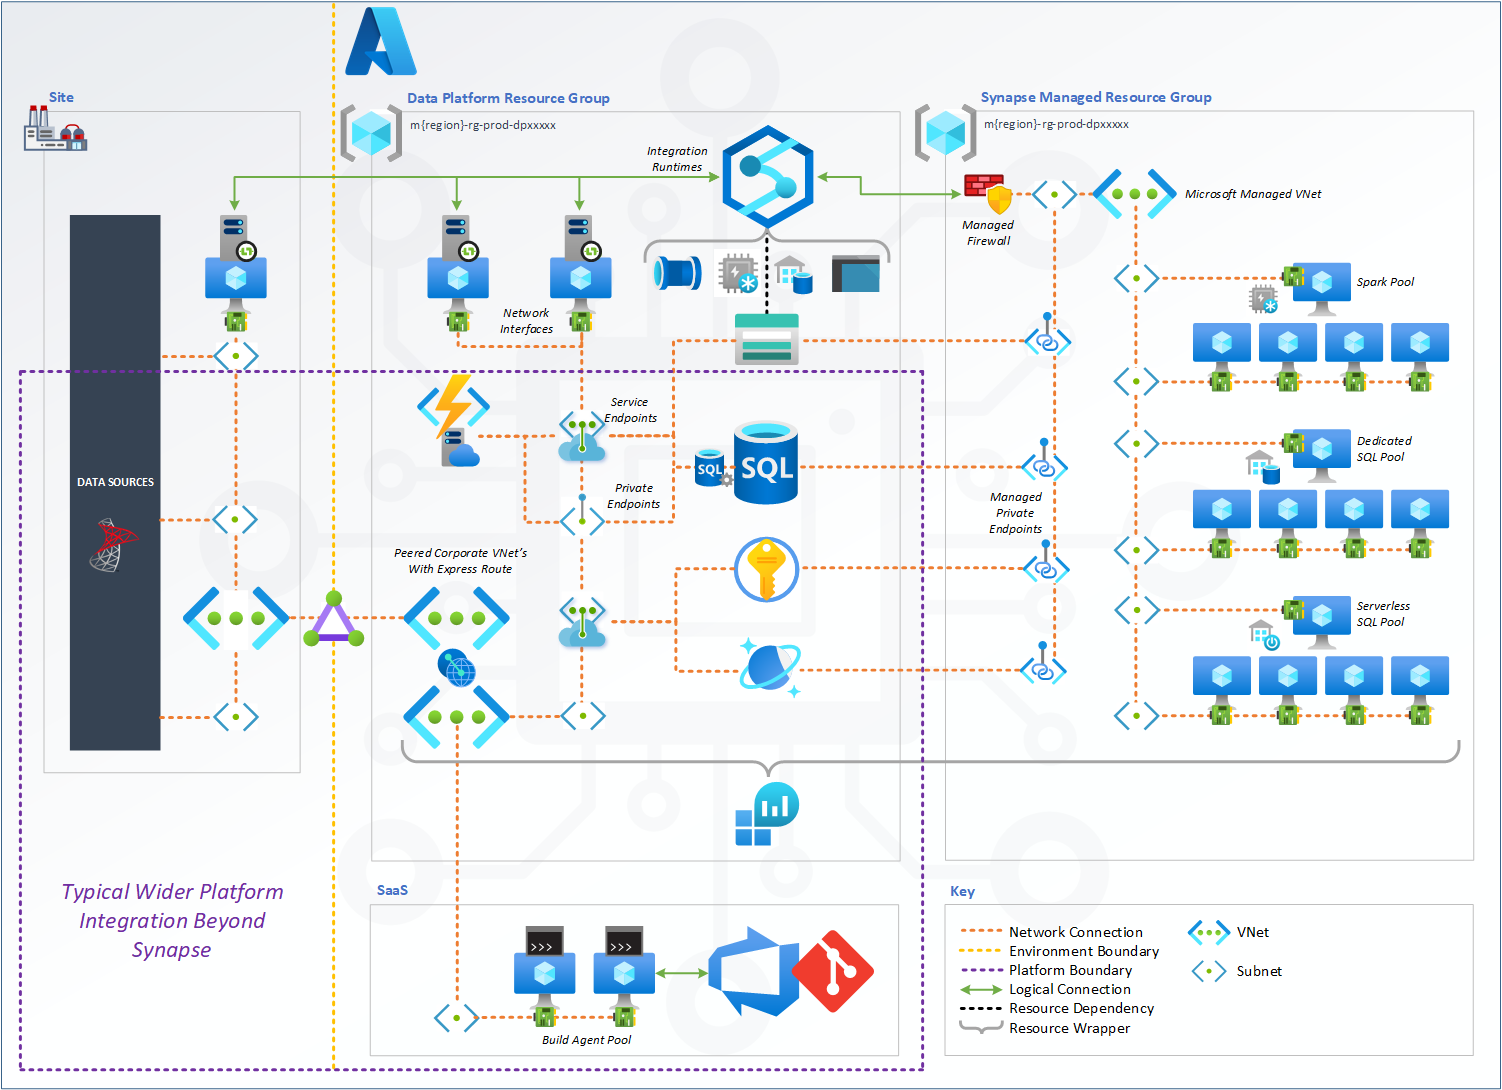 Site
Data Platform Resource Group
m{region}-rg-prod-dpxxxxx
Synapse Managed Resource Group
m{region}-rg-prod-dpxxxxx
Integration
Runtimes
Managed
Firewall
Microsoft Managed VNet
Network
Interfaces
Spark Pool
Service
Endpoints
Private
Endpoints
SQL
SQL
Dedicated
SQL Pool
Managed
Private
Endpoints
DATA SOURCES
Peered Corporate VNet's
With Express Route
Serverless
SQL Pool
Typical Wider Platform
Integration Beyond
Synapse
SaaS
>>>
>>>
Build Agent Pool
Key
Network Connection
Environment Boundary
Platform Boundary
Logical Connection
Resource Dependency
Resource Wrapper
VNet
Subnet